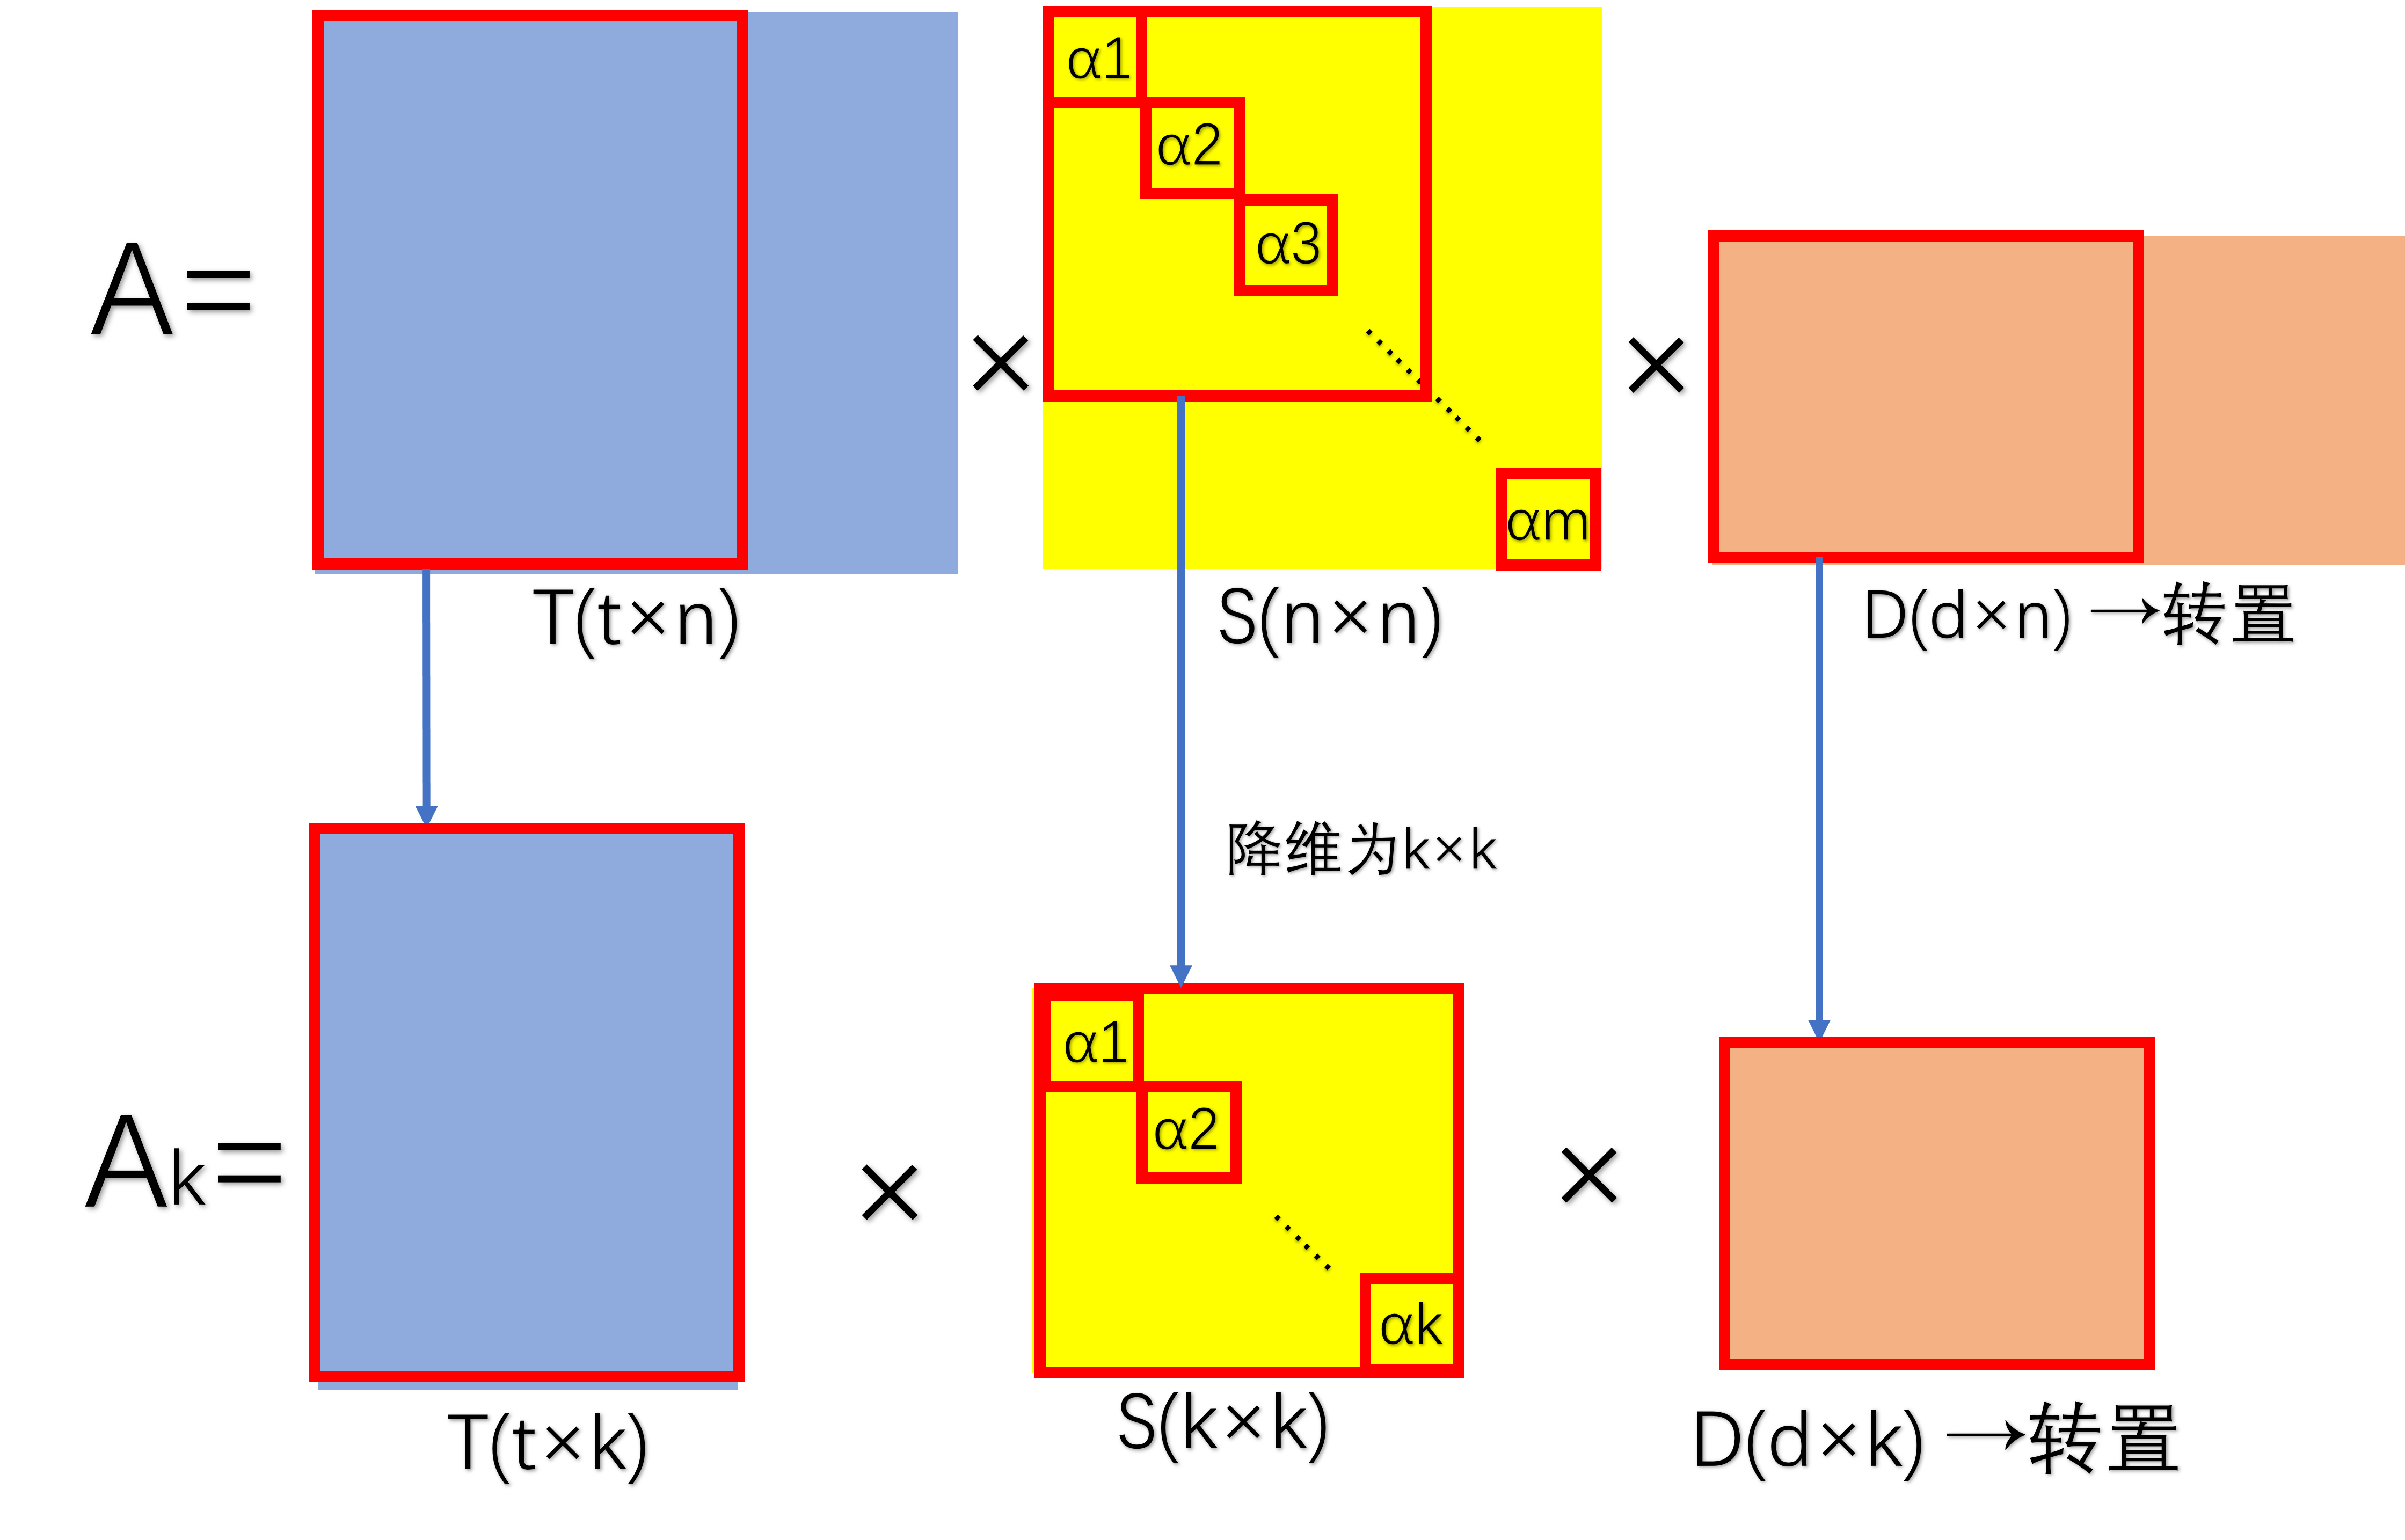 A=
α1
α2
α3
αm
×
×
T(t×n)
S(n×n)
D(d×n)→转置
降维为k×k
Ak=
α1
α2
αk
×
×
T(t×k)
S(k×k)
D(d×k)→转置